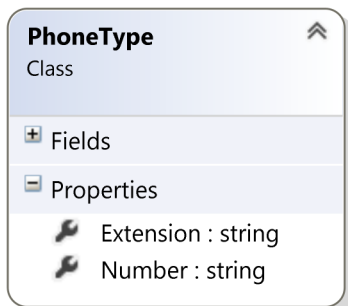 PhoneType
Class
Fields
Properties
Extension : string
Number : string